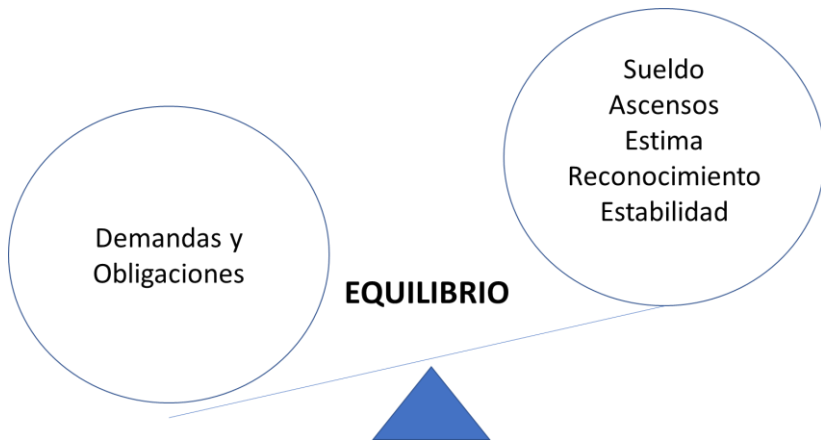 Demandas y
Obligaciones
EQUILIBRIO
Sueldo
Ascensos
Estima
Reconocimiento
Estabilidad